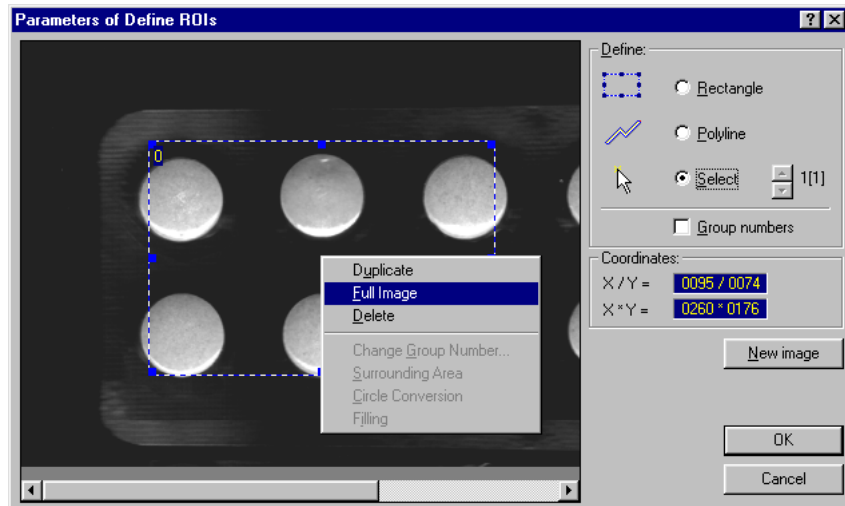 Parameters of Define ROIs
0
Duplicate
Full Image
Delete
Change Group Number...
Surrounding Area
Circle Conversion
Filling
Define:
Rectangle
Polyline
Select 1[1]
Group numbers
Coordinates:
X / Y = 0095 / 0074
X * Y = 0260 * 0176
New image
OK
Cancel